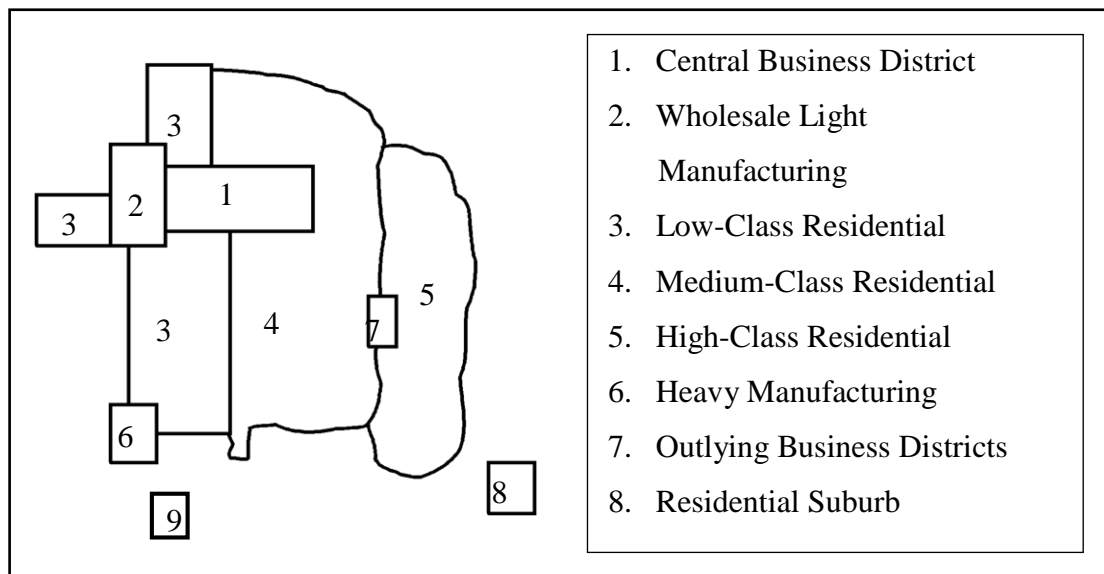 3
1
2
3
5
3
4
7
6
8
9
1. Central Business District
2. Wholesale Light
Manufacturing
3. Low-Class Residential
4. Medium-Class Residential
5. High-Class Residential
6. Heavy Manufacturing
7. Outlying Business Districts
8. Residential Suburb